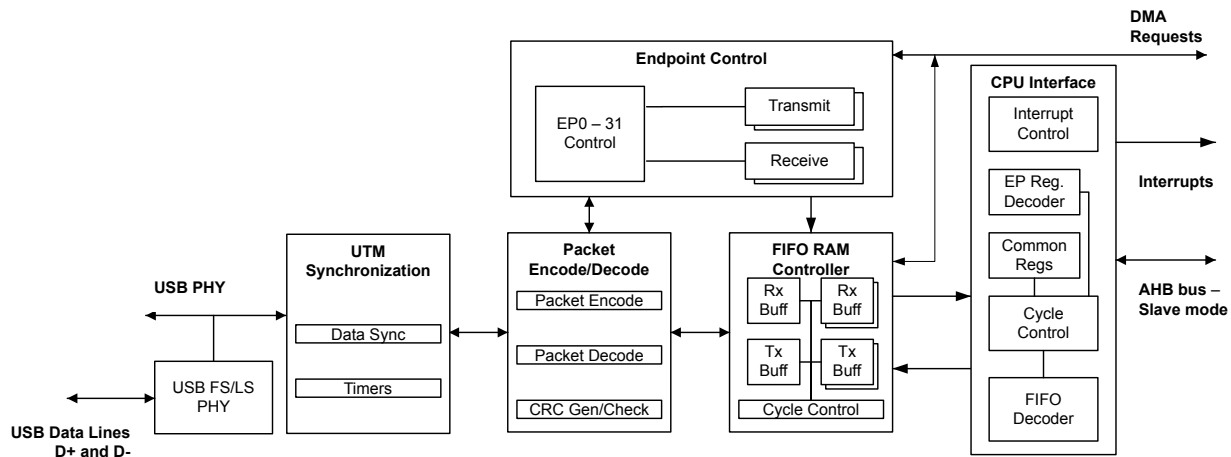 DMA
Requests
Endpoint Control
CPU Interface
Transmit
Interrupt
Control
EP0 – 31
Control
Receive
EP Reg.
Decoder
Interrupts
UTM
Synchronization
Packet
Encode/Decode
FIFO RAM
Controller
Common
Regs
USB PHY
Packet Encode
Rx
Buff
Rx
Buff
AHB bus –
Slave mode
Cycle
Control
Data Sync
Packet Decode
Tx
Buff
Tx
Buff
USB FS/LS
PHY
Timers
CRC Gen/Check
Cycle Control
FIFO
Decoder
USB Data Lines
D+ and D-